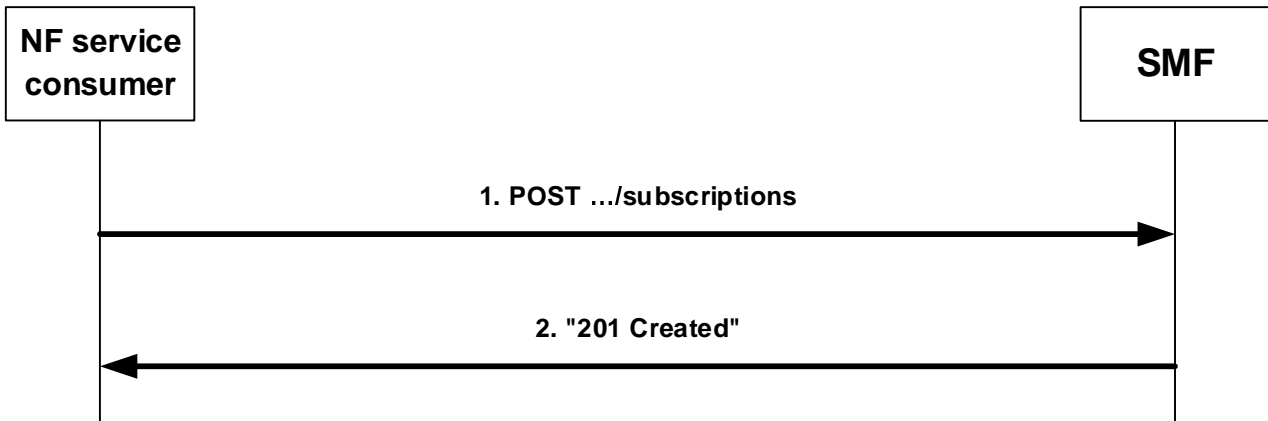 NF service
consumer
SMF
1. POST …/subscriptions
2. "201 Created"